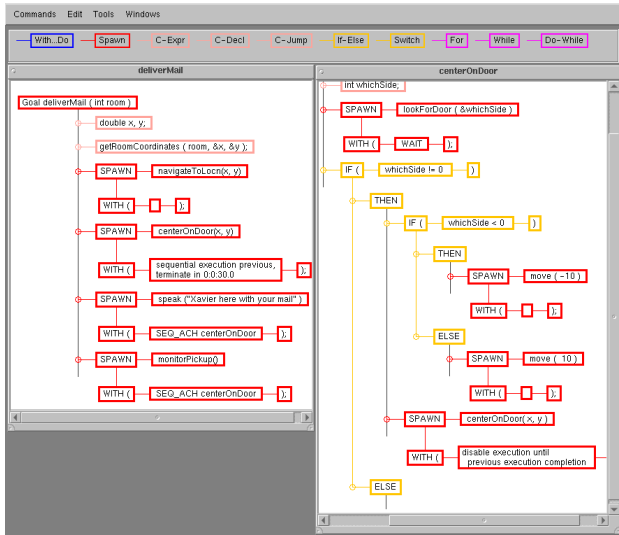 Commands Edit Tools Windows
With...Do Spawn C-Expr C-Decl C-Jump If-Else Switch For While Do-While
deliverMail
Goal deliverMail ( int room )
double x, y;
getRoomCoordinates ( room, &x, &y );
SPAWN navigateToLocn(x, y)
WITH ( );
SPAWN centerOnDoor(x, y)
WITH ( sequential execution previous,
terminate in 0:0:30.0 );
SPAWN speak ("Xavier here with your mail" )
WITH ( SEQ_ACH centerOnDoor );
SPAWN monitorPickup()
WITH ( SEQ_ACH centerOnDoor );
centerOnDoor
int whichSide;
SPAWN lookForDoor ( &whichSide )
WITH ( WAIT );
IF ( whichSide != 0 )
THEN
IF ( whichSide < 0 )
THEN
SPAWN move ( -10 )
WITH ( );
ELSE
SPAWN move ( 10 )
WITH ( );
SPAWN centerOnDoor( x, y )
WITH ( disable execution until
previous execution completion
ELSE